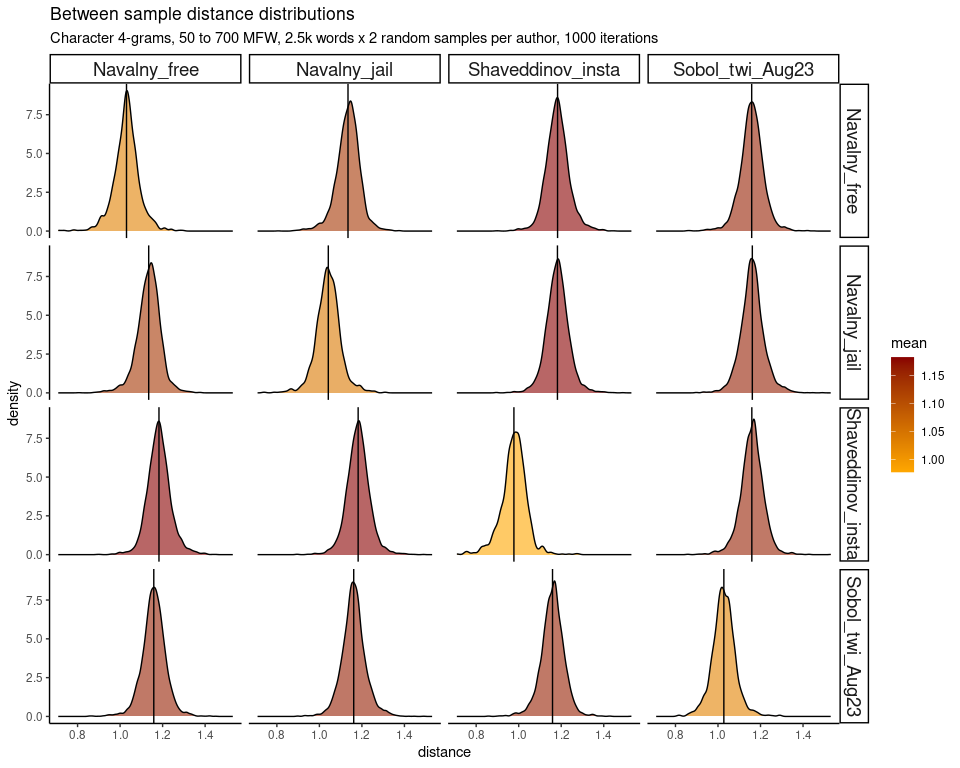 Between sample distance distributions
Character 4-grams, 50 to 700 MFW, 2.5k words x 2 random samples per author, 1000 iterations
Navalny_free Navalny_jail Shaveddinov_insta Sobol_twi_Aug23
7.5
5.0
2.5
0.0
Navalny_free
7.5
5.0
2.5
0.0
Navalny_jail
7.5
5.0
2.5
0.0
Shaveddinov_insta
7.5
5.0
2.5
0.0
Sobol_twi_Aug23
density
0.8 1.0 1.2 1.4 0.8 1.0 1.2 1.4 0.8 1.0 1.2 1.4 0.8 1.0 1.2 1.4
distance
mean
1.15
1.10
1.05
1.00